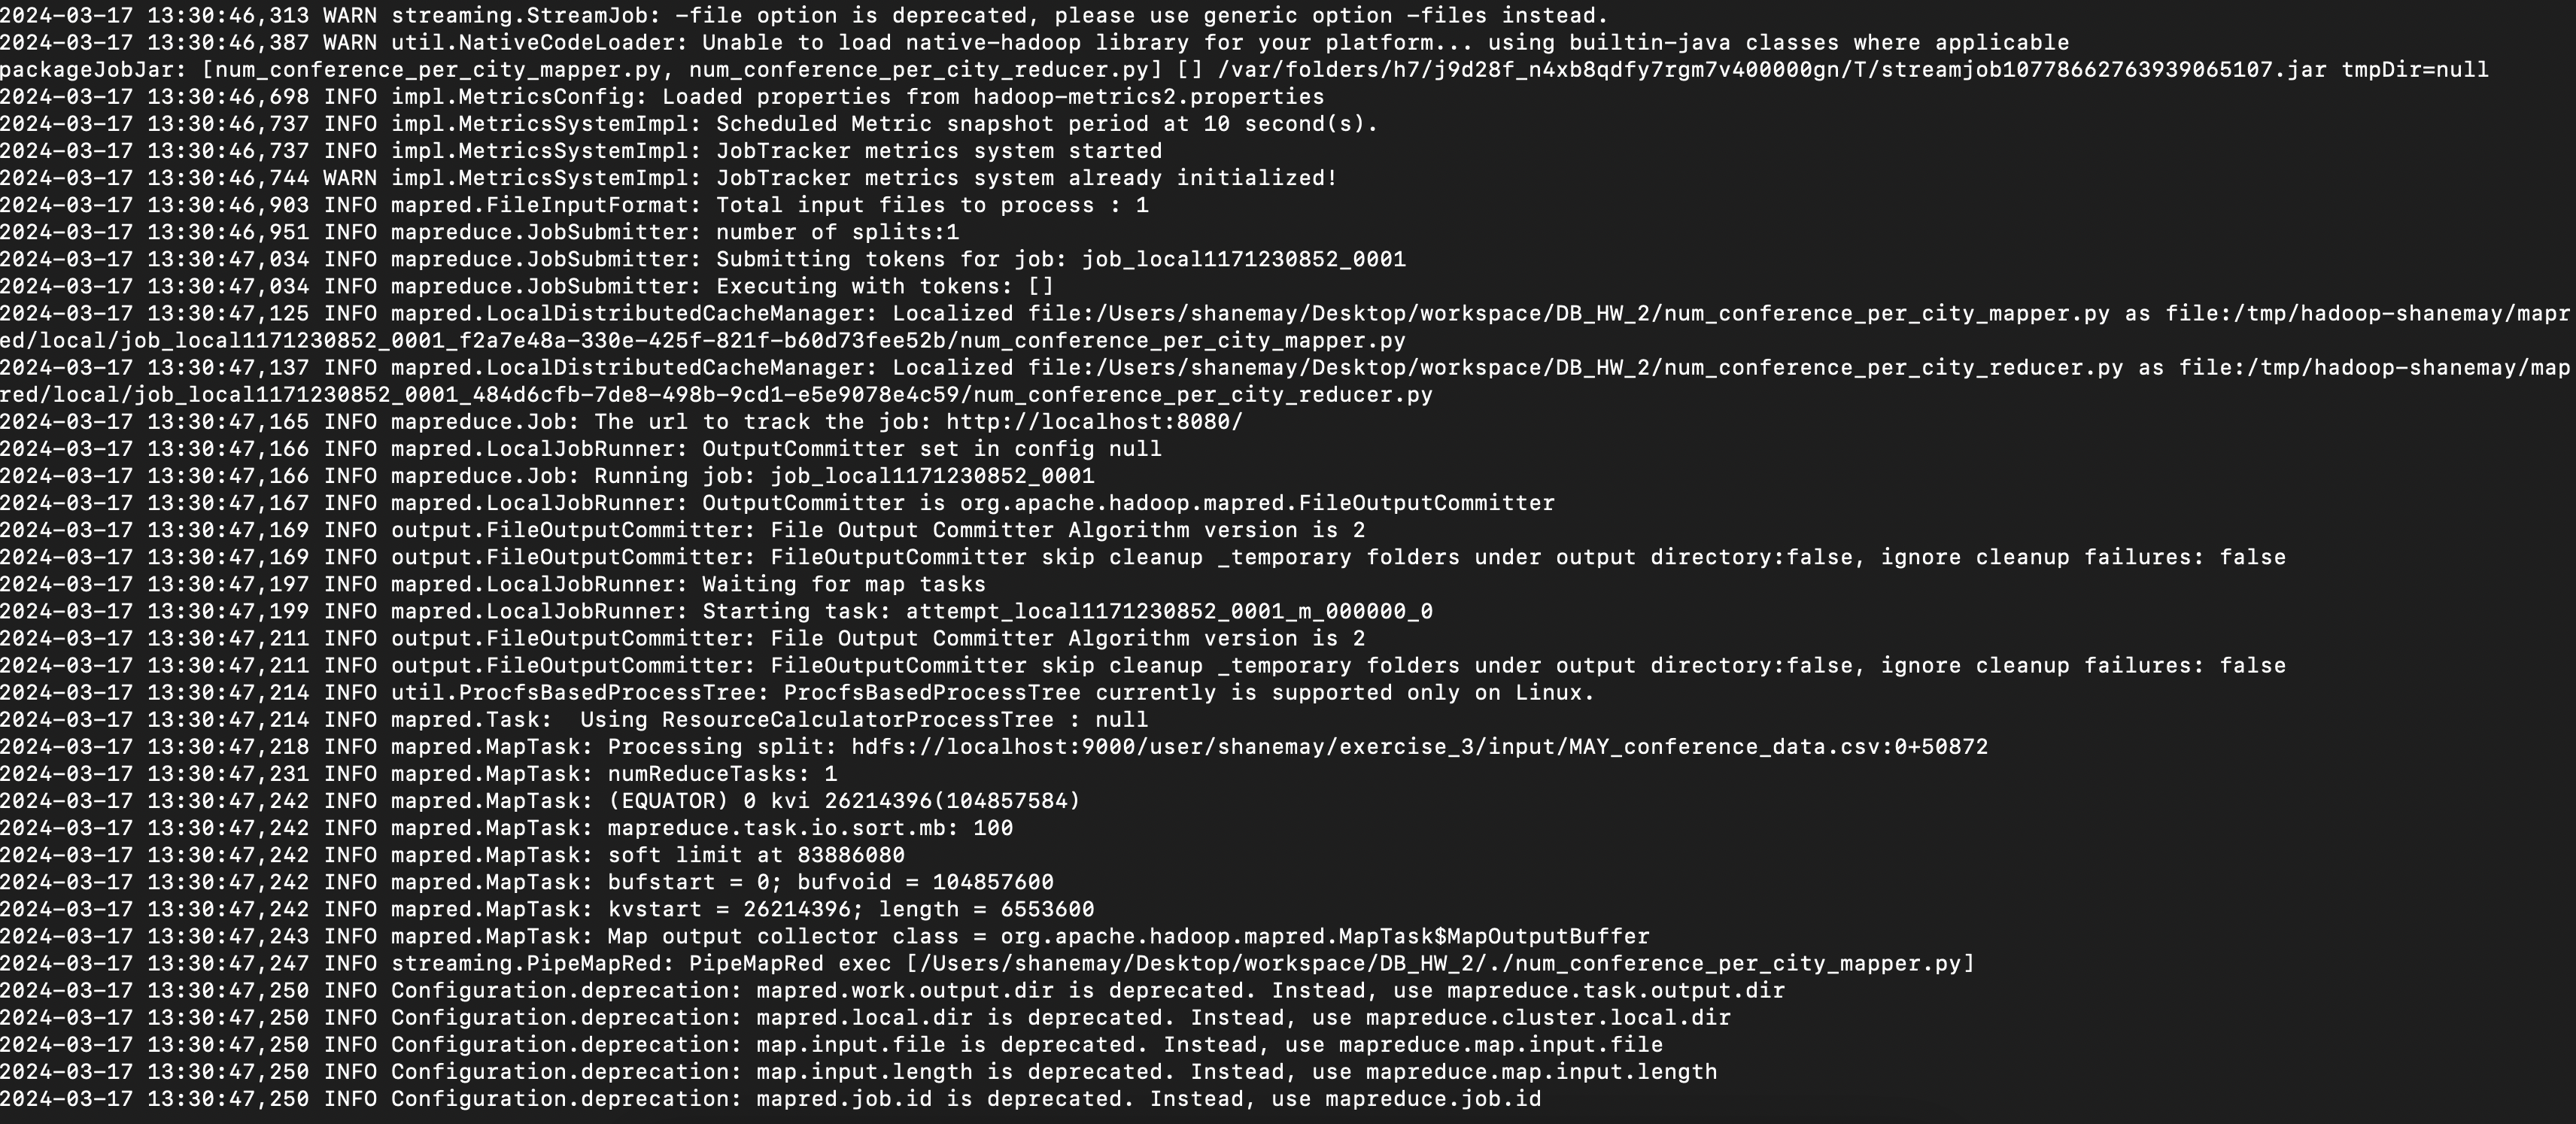 2024-03-17 13:30:46,313 WARN streaming.StreamJob: -file option is deprecated, please use generic option -files instead.
2024-03-17 13:30:46,387 WARN util.NativeCodeLoader: Unable to load native-hadoop library for your platform... using builtin-java classes where applicable
packageJobJar: [num_conference_per_city_mapper.py, num_conference_per_city_reducer.py] [] /var/folders/h7/j9d28f_n4xb8qdfy7rgm7v400000gn/T/streamjob10778662763939065107.jar tmpDir=null
2024-03-17 13:30:46,698 INFO impl.MetricsConfig: Loaded properties from hadoop-metrics2.properties
2024-03-17 13:30:46,737 INFO impl.MetricsSystemImpl: Scheduled Metric snapshot period at 10 second(s).
2024-03-17 13:30:46,737 INFO impl.MetricsSystemImpl: JobTracker metrics system started
2024-03-17 13:30:46,744 WARN impl.MetricsSystemImpl: JobTracker metrics system already initialized!
2024-03-17 13:30:46,903 INFO mapred.FileInputFormat: Total input files to process : 1
2024-03-17 13:30:46,951 INFO mapreduce.JobSubmitter: number of splits:1
2024-03-17 13:30:47,034 INFO mapreduce.JobSubmitter: Submitting tokens for job: job_local1171230852_0001
2024-03-17 13:30:47,034 INFO mapreduce.JobSubmitter: Executing with tokens: []
2024-03-17 13:30:47,125 INFO mapred.LocalDistributedCacheManager: Localized file:/Users/shanemay/Desktop/workspace/DB_HW_2/num_conference_per_city_mapper.py as file:/tmp/hadoop-shanemay/mapr
ed/local/job_local1171230852_0001_f2a7e48a-330e-425f-821f-b60d73fee52b/num_conference_per_city_mapper.py
2024-03-17 13:30:47,137 INFO mapred.LocalDistributedCacheManager: Localized file:/Users/shanemay/Desktop/workspace/DB_HW_2/num_conference_per_city_reducer.py as file:/tmp/hadoop-shanemay/map
red/local/job_local1171230852_0001_484d6cfb-7de8-498b-9cd1-e5e9078e4c59/num_conference_per_city_reducer.py
2024-03-17 13:30:47,165 INFO mapreduce.Job: The url to track the job: http://localhost:8080/
2024-03-17 13:30:47,166 INFO mapred.LocalJobRunner: OutputCommitter set in config null
2024-03-17 13:30:47,166 INFO mapreduce.Job: Running job: job_local1171230852_0001
2024-03-17 13:30:47,167 INFO mapred.LocalJobRunner: OutputCommitter is org.apache.hadoop.mapred.FileOutputCommitter
2024-03-17 13:30:47,169 INFO output.FileOutputCommitter: File Output Committer Algorithm version is 2
2024-03-17 13:30:47,169 INFO output.FileOutputCommitter: FileOutputCommitter skip cleanup _temporary folders under output directory:false, ignore cleanup failures: false
2024-03-17 13:30:47,197 INFO mapred.LocalJobRunner: Waiting for map tasks
2024-03-17 13:30:47,199 INFO mapred.LocalJobRunner: Starting task: attempt_local1171230852_0001_m_000000_0
2024-03-17 13:30:47,211 INFO output.FileOutputCommitter: File Output Committer Algorithm version is 2
2024-03-17 13:30:47,211 INFO output.FileOutputCommitter: FileOutputCommitter skip cleanup _temporary folders under output directory:false, ignore cleanup failures: false
2024-03-17 13:30:47,214 INFO util.ProcfsBasedProcessTree: ProcfsBasedProcessTree currently is supported only on Linux.
2024-03-17 13:30:47,214 INFO mapred.Task:  Using ResourceCalculatorProcessTree : null
2024-03-17 13:30:47,218 INFO mapred.MapTask: Processing split: hdfs://localhost:9000/user/shanemay/exercise_3/input/MAY_conference_data.csv:0+50872
2024-03-17 13:30:47,231 INFO mapred.MapTask: numReduceTasks: 1
2024-03-17 13:30:47,242 INFO mapred.MapTask: (EQUATOR) 0 kvi 26214396(104857584)
2024-03-17 13:30:47,242 INFO mapred.MapTask: mapreduce.task.io.sort.mb: 100
2024-03-17 13:30:47,242 INFO mapred.MapTask: soft limit at 83886080
2024-03-17 13:30:47,242 INFO mapred.MapTask: bufstart = 0; bufvoid = 104857600
2024-03-17 13:30:47,242 INFO mapred.MapTask: kvstart = 26214396; length = 6553600
2024-03-17 13:30:47,243 INFO mapred.MapTask: Map output collector class = org.apache.hadoop.mapred.MapTask$MapOutputBuffer
2024-03-17 13:30:47,247 INFO streaming.PipeMapRed: PipeMapRed exec [/Users/shanemay/Desktop/workspace/DB_HW_2/./num_conference_per_city_mapper.py]
2024-03-17 13:30:47,250 INFO Configuration.deprecation: mapred.work.output.dir is deprecated. Instead, use mapreduce.task.output.dir
2024-03-17 13:30:47,250 INFO Configuration.deprecation: mapred.local.dir is deprecated. Instead, use mapreduce.cluster.local.dir
2024-03-17 13:30:47,250 INFO Configuration.deprecation: map.input.file is deprecated. Instead, use mapreduce.map.input.file
2024-03-17 13:30:47,250 INFO Configuration.deprecation: map.input.length is deprecated. Instead, use mapreduce.map.input.length
2024-03-17 13:30:47,250 INFO Configuration.deprecation: mapred.job.id is deprecated. Instead, use mapreduce.job.id